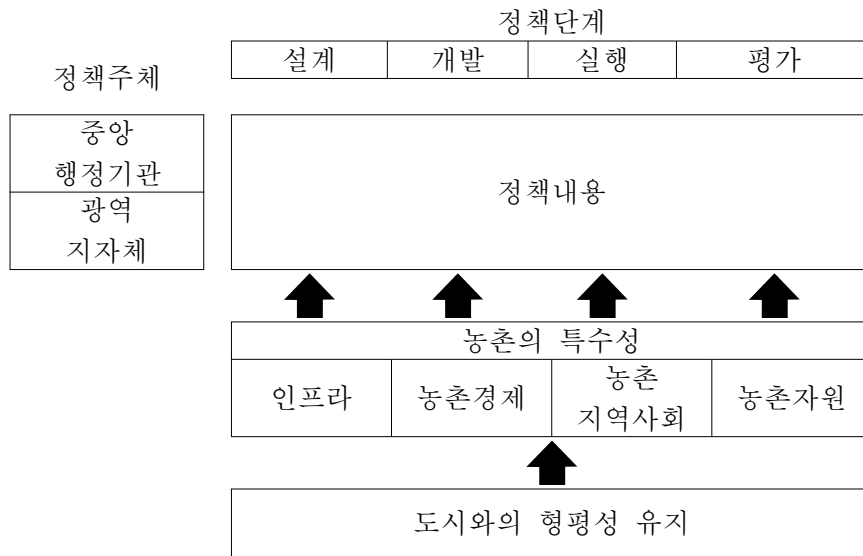 정책단계
설계 개발 실행 평가
정책주체
중앙
행정기관
정책내용
광역
지자체
농촌의 특수성
인프라 농촌경제 농촌
지역사회 농촌자원
도시와의 형평성 유지